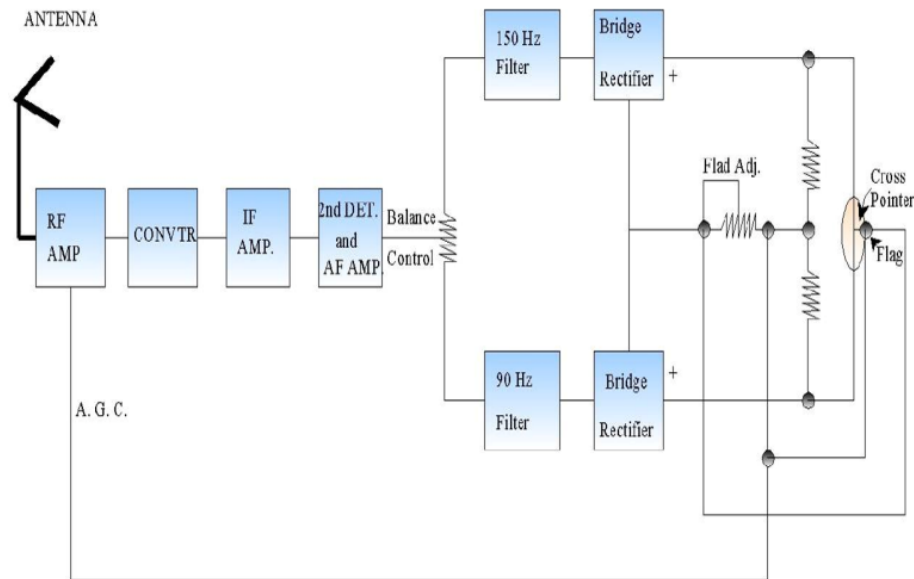 ANTENNA
150 Hz
Filter
Bridge
Rectifier
+
Flad Adj.
Cross
Pointer
Flag
RF
AMP
CONVTR
IF
AMP.
2nd DET.
and
AF AMP.
Balance
Control
90 Hz
Filter
Bridge
Rectifier
+
A. G. C.